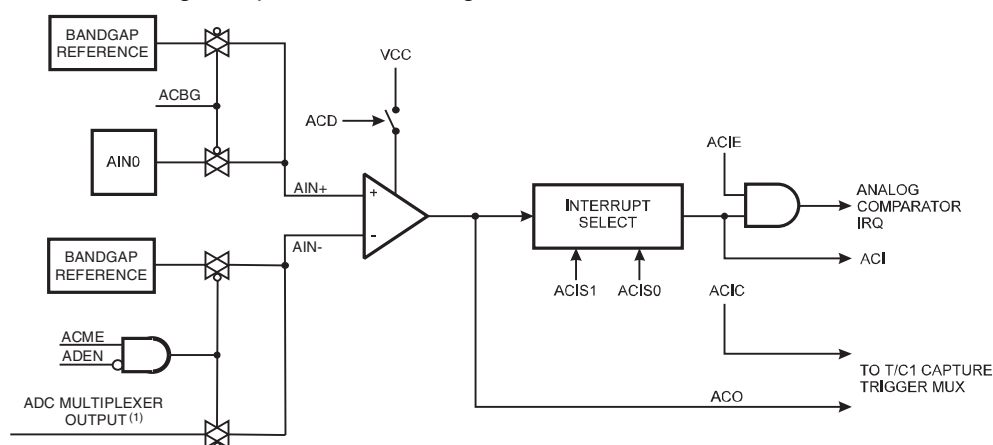 BANDGAP
REFERENCE
ACBG
AIN0
VCC
ACD
AIN+
+
-
AIN-
BANDGAP
REFERENCE
ACME
ADEN
ADC MULTIPLEXER
OUTPUT (1)
INTERRUPT
SELECT
ACIS1 ACIS0
ACIE
ANALOG
COMPARATOR
IRQ
ACI
ACIC
TO T/C1 CAPTURE
TRIGGER MUX
ACO